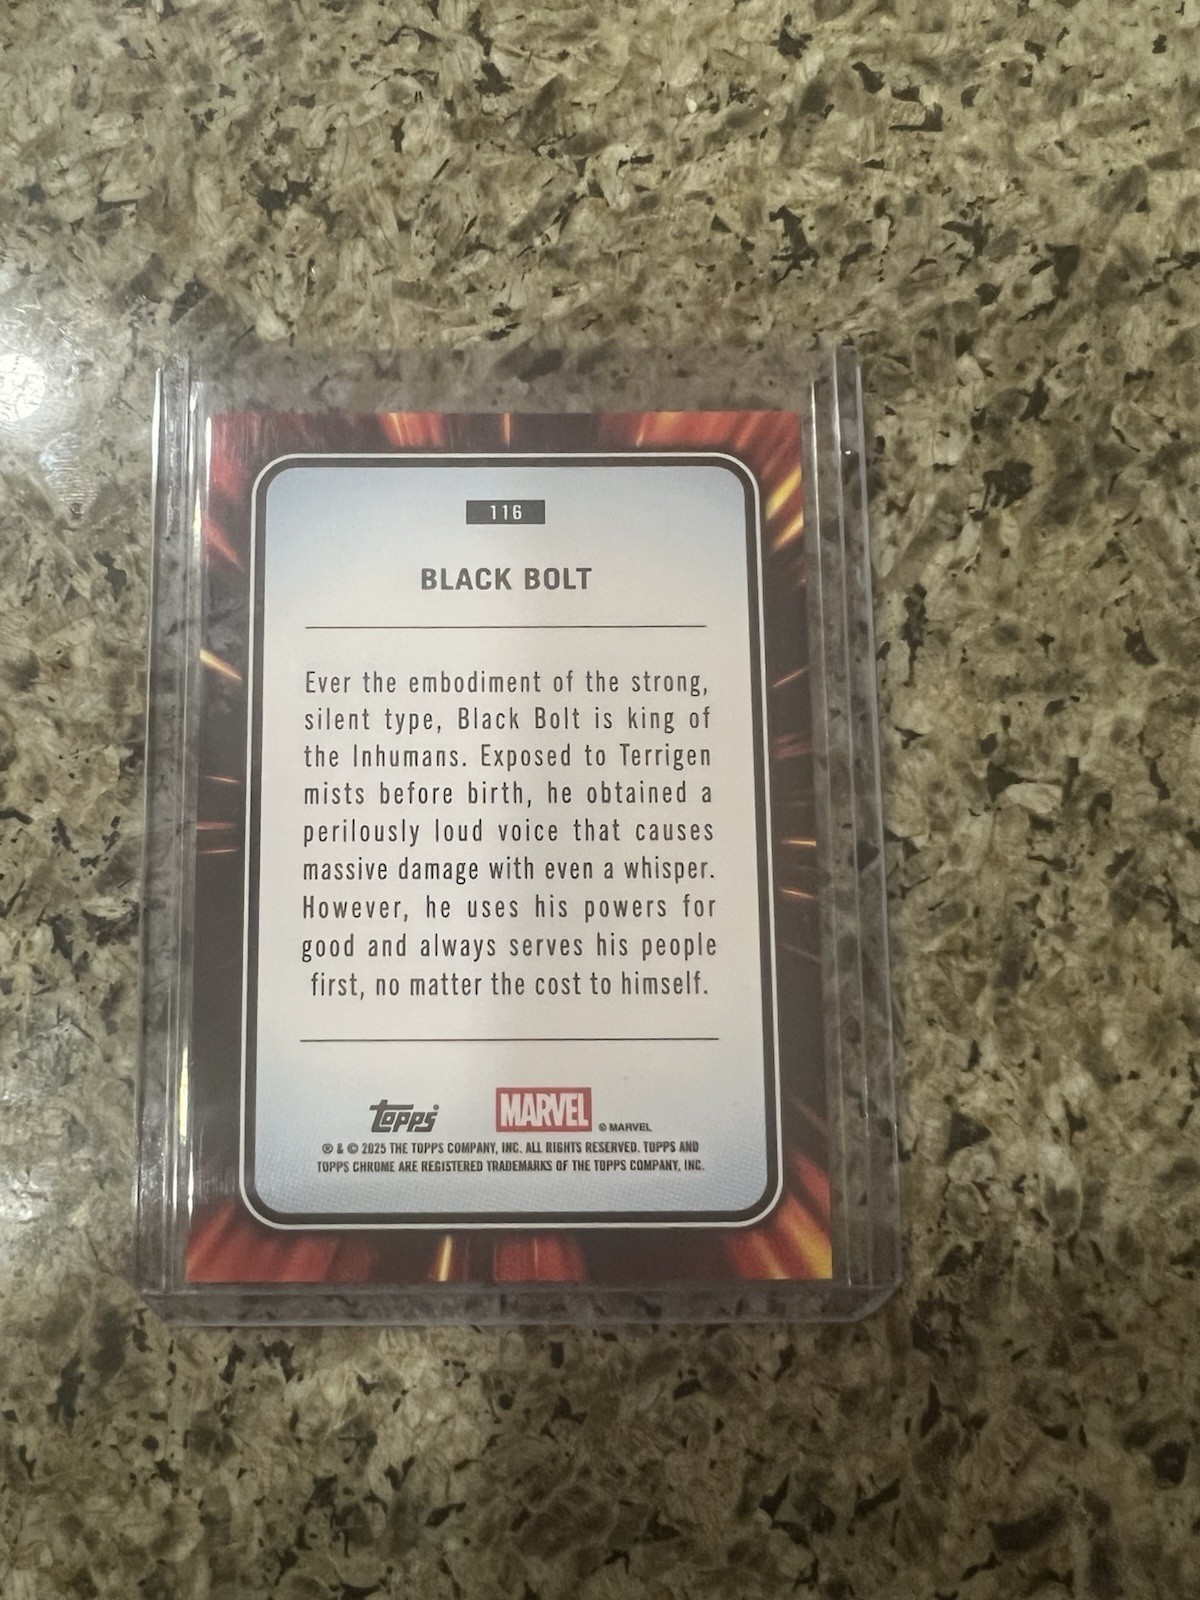 116
BLACK BOLT
Ever the embodiment of the strong,
silent type, Black Bolt is king of
the Inhumans. Exposed to Terrigen
mists before birth, he obtained a
perilously loud voice that causes
massive damage with even a whisper.
However, he uses his powers for
good and always serves his people
first, no matter the cost to himself.
Topps MARVEL © MARVEL
® & © 2025 THE TOPPS COMPANY, INC. ALL RIGHTS RESERVED. TOPPS AND
TOPPS CHROME ARE REGISTERED TRADEMARKS OF THE TOPPS COMPANY, INC.